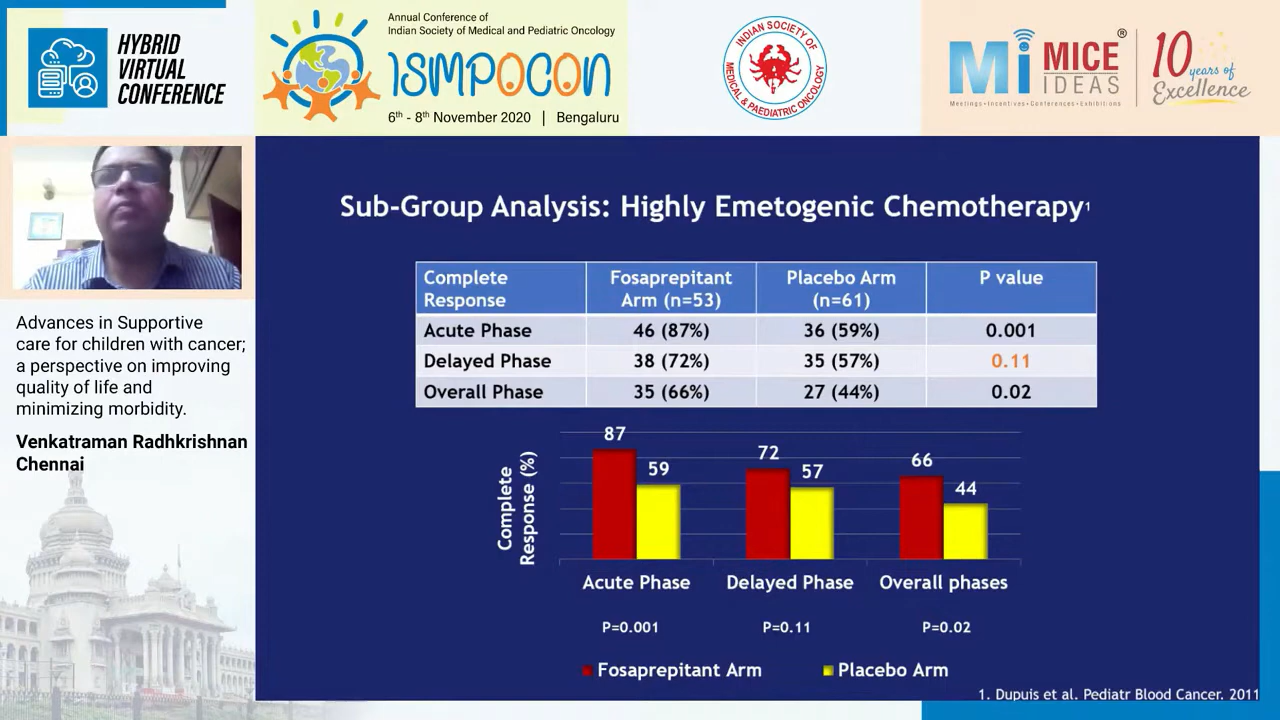 HYBRID
VIRTUAL
CONFERENCE
Annual Conference of
Indian Society of Medical and Pediatric Oncology
ISMPOCON
6th - 8th November 2020 | Bengaluru
INDIAN SOCIETY OF
MEDICAL & PAEDIATRIC ONCOLOGY
Mi MICE ®
IDEAS
Meetings•Incentives•Conferences•Exhibitions
10
years of
Excellence
Advances in Supportive
care for children with cancer;
a perspective on improving
quality of life and
minimizing morbidity.
Venkatraman Radhkrishnan
Chennai
Sub-Group Analysis: Highly Emetogenic Chemotherapy1
Complete Response Fosaprepitant Arm (n=53) Placebo Arm (n=61) P value
Acute Phase 46 (87%) 36 (59%) 0.001
Delayed Phase 38 (72%) 35 (57%) 0.11
Overall Phase 35 (66%) 27 (44%) 0.02
Complete
Response (%)
87 59 72 57 66 44
Acute Phase Delayed Phase Overall phases
P=0.001 P=0.11 P=0.02
Fosaprepitant Arm Placebo Arm
1. Dupuis et al. Pediatr Blood Cancer. 2011